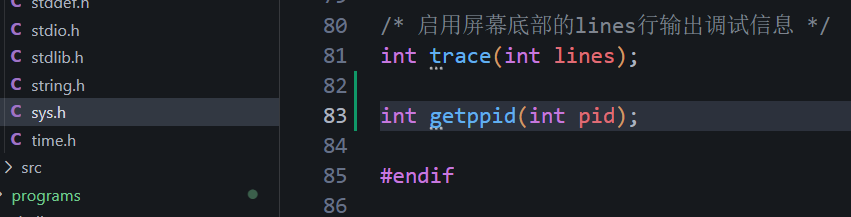 stddef.h
stdio.h
stdlib.h
string.h
sys.h
time.h
src
programs
80 /* 启用屏幕底部的lines行输出调试信息 */
81 int trace(int lines);
82
83 int getppid(int pid);
84
85 #endif
86